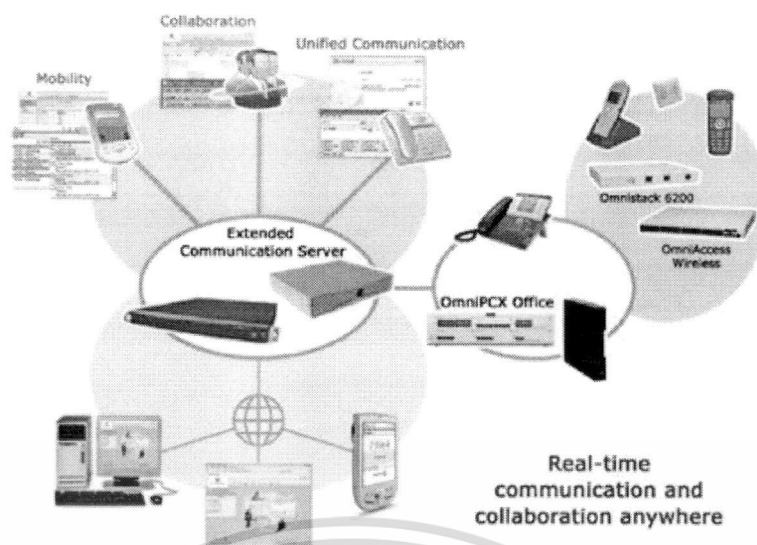 Collaboration
Unified Communication
Mobility
Extended
Communication Server
Omnistack 6200
OmniAccess
Wireless
OmniPCX Office
Real-time
communication and
collaboration anywhere